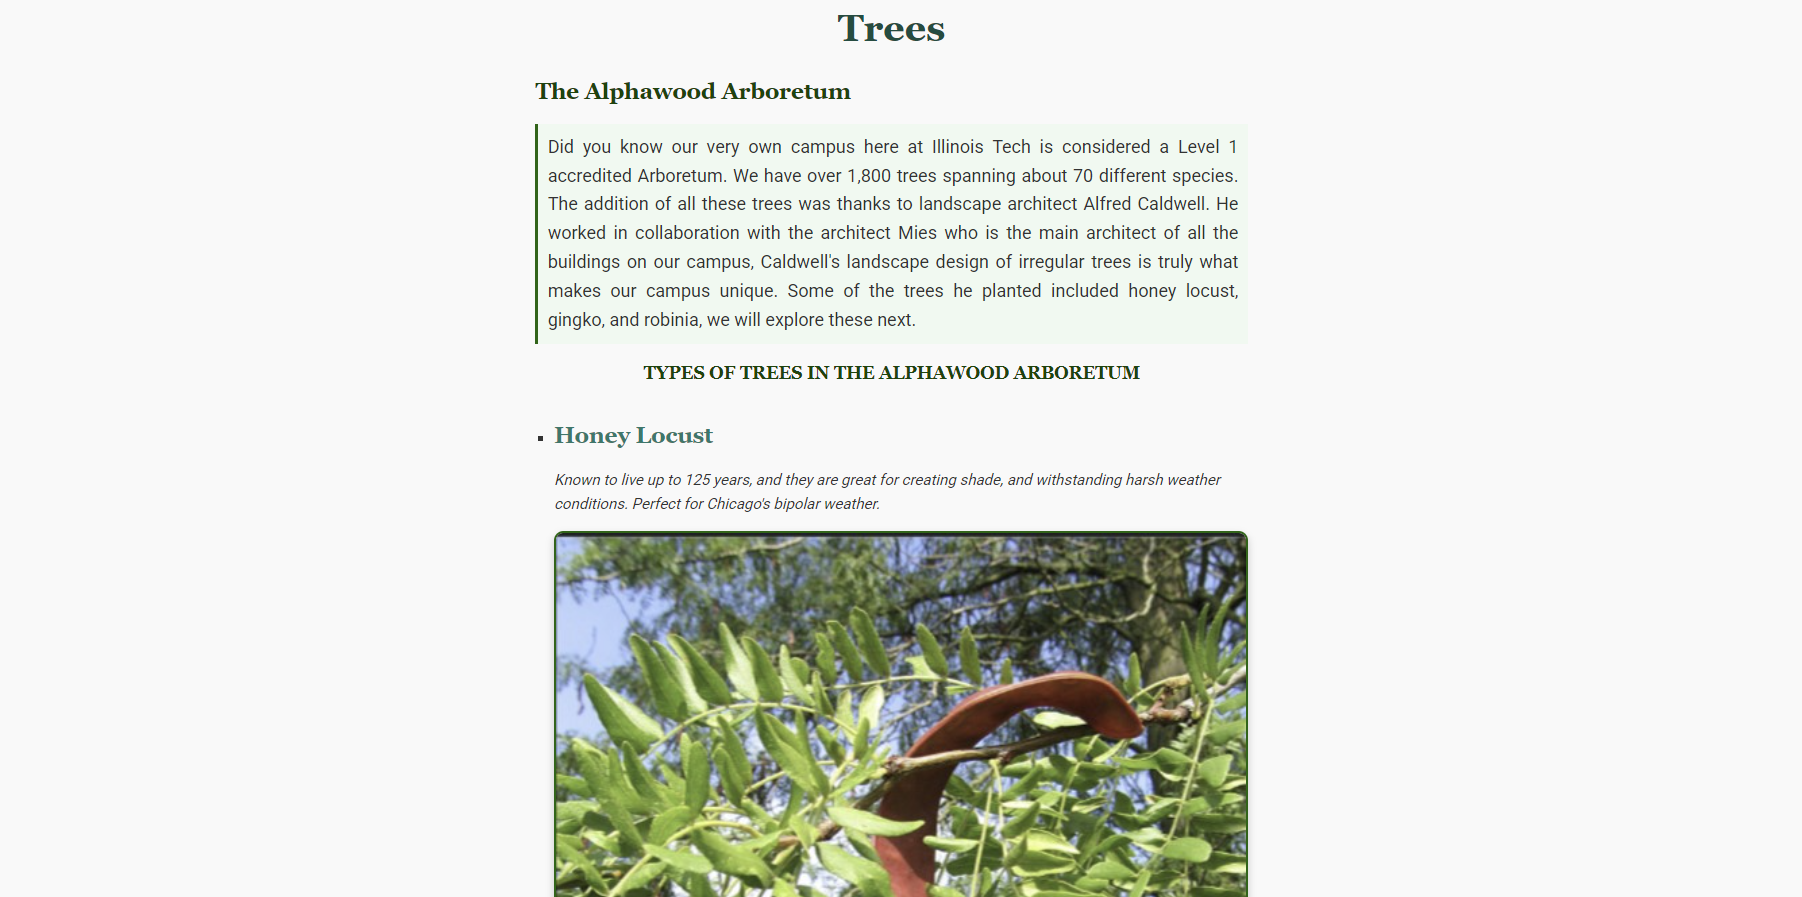 Trees
The Alphawood Arboretum
Did you know our very own campus here at Illinois Tech is considered a Level 1
accredited Arboretum. We have over 1,800 trees spanning about 70 different species.
The addition of all these trees was thanks to landscape architect Alfred Caldwell. He
worked in collaboration with the architect Mies who is the main architect of all the
buildings on our campus, Caldwell's landscape design of irregular trees is truly what
makes our campus unique. Some of the trees he planted included honey locust,
gingko, and robinia, we will explore these next.
TYPES OF TREES IN THE ALPHAWOOD ARBORETUM
Honey Locust
Known to live up to 125 years, and they are great for creating shade, and withstanding harsh weather
conditions. Perfect for Chicago's bipolar weather.